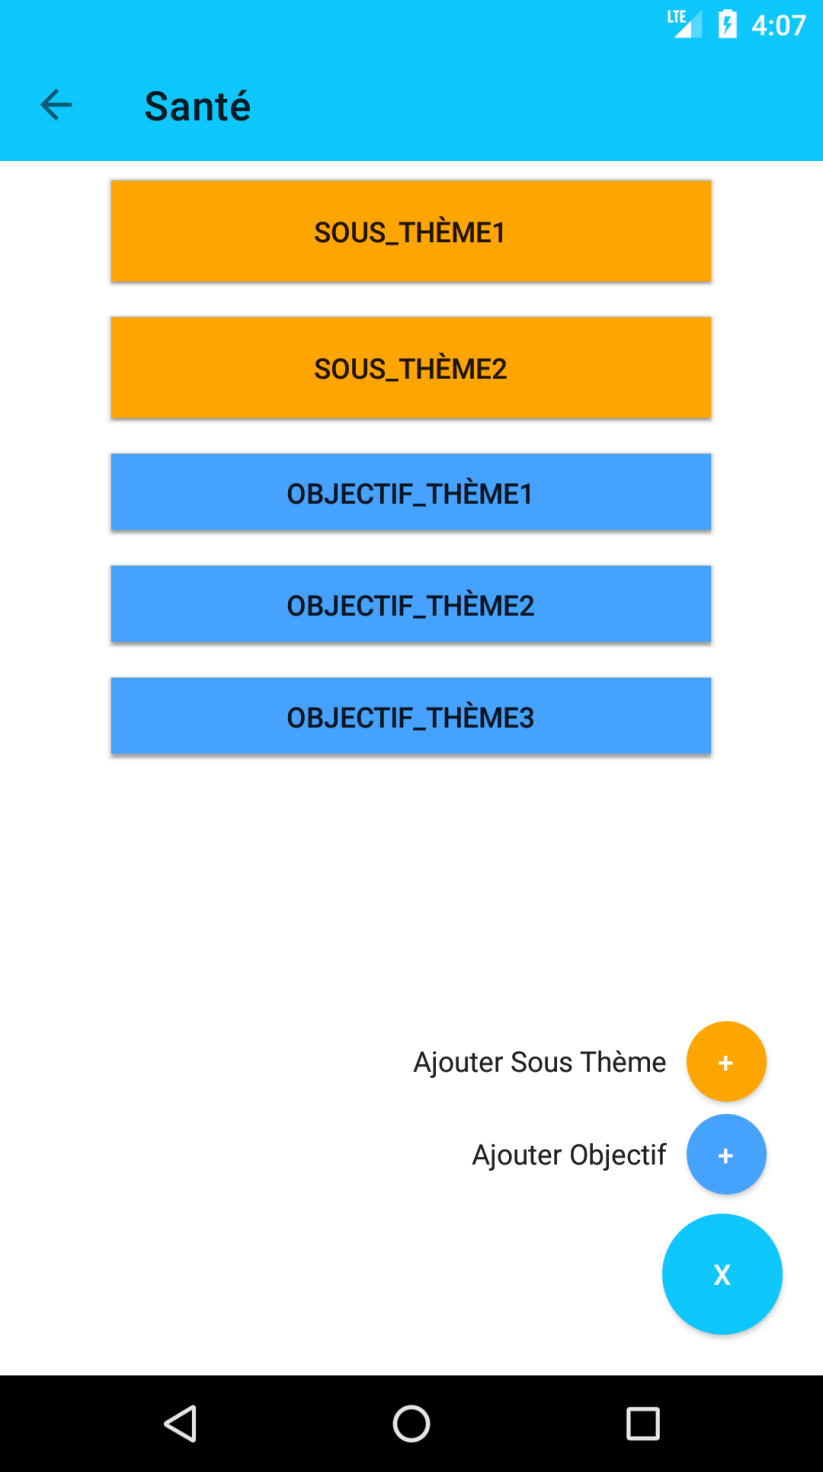 LTE 4:07
Santé
SOUS_THÈME1
SOUS_THÈME2
OBJECTIF_THÈME1
OBJECTIF_THÈME2
OBJECTIF_THÈME3
Ajouter Sous Thème +
Ajouter Objectif +
X